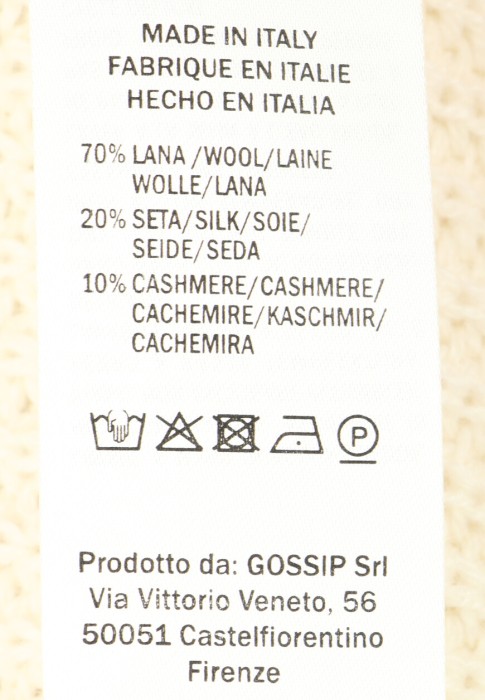 MADE IN ITALY
FABRIQUE EN ITALIE
HECHO EN ITALIA
70% LANA /WOOL/LAINE
WOLLE/LANA
20% SETA/SILK/SOIE/
SEIDE/SEDA
10% CASHMERE/CASHMERE/
CACHEMIRE/KASCHMIR/
CACHEMIRA
P
Prodotto da: GOSSIP Srl
Via Vittorio Veneto, 56
50051 Castelfiorentino
Firenze